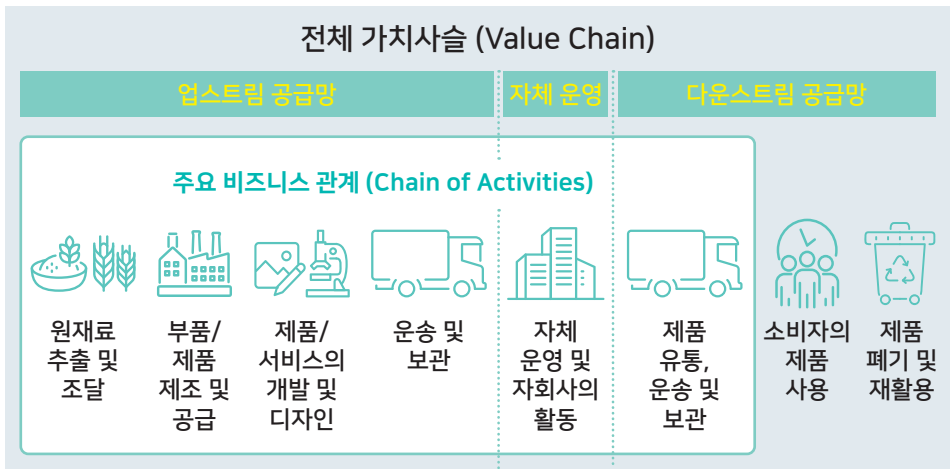 전체 가치사슬 (Value Chain)
업스트림 공급망
자체 운영
다운스트림 공급망
주요 비즈니스 관계 (Chain of Activities)
원재료
추출 및
조달
부품/
제품
제조 및
공급
제품/
서비스의
개발 및
디자인
운송 및
보관
자체
운영 및
자회사의
활동
제품
유통,
운송 및
보관
소비자의
제품
사용
제품
폐기 및
재활용